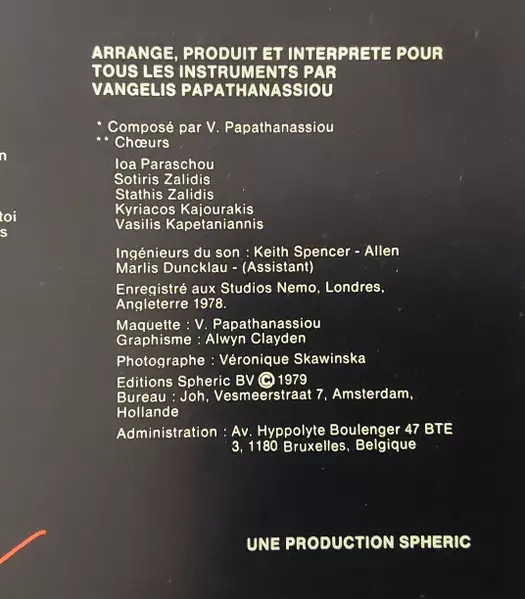 ARRANGE, PRODUIT ET INTERPRETE POUR
TOUS LES INSTRUMENTS PAR
VANGELIS PAPATHANASSIOU
* Composé par V. Papathanassiou
** Chœurs
Ioa Paraschou
Sotiris Zalidis
Stathis Zalidis
Kyriacos Kajourakis
Vasilis Kapetaniannis
Ingénieurs du son : Keith Spencer - Allen
Marlis Duncklau - (Assistant)
Enregistré aux Studios Nemo, Londres,
Angleterre 1978.
Maquette : V. Papathanassiou
Graphisme : Alwyn Clayden
Photographe : Véronique Skawinska
Editions Spheric BV © 1979
Bureau : Joh, Vesmeerstraat 7, Amsterdam,
Hollande
Administration : Av. Hyppolyte Boulenger 47 BTE
3, 1180 Bruxelles, Belgique
UNE PRODUCTION SPHERIC